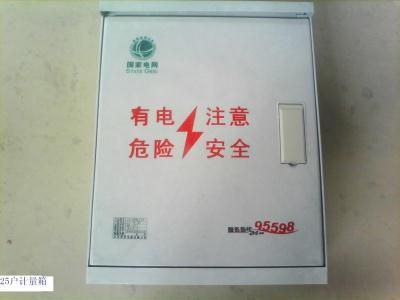 国家电网
STATE GRID
有电 注意
危险 安全
服务热线 95598
25户计量箱